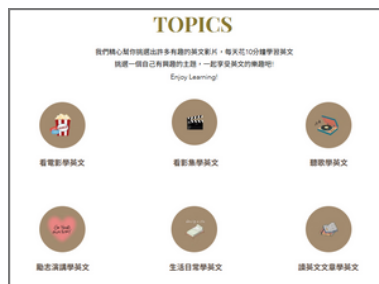 TOPICS
我們精心幫你挑選出許多有趣的英文影片，每天花10分鐘學習英文
挑選一個自己有興趣的主題，一起享受英文的樂趣吧!
Enjoy Learning!
看電影學英文
看影集學英文
聽歌學英文
勵志演講學英文
生活日常學英文
讀英文文章學英文